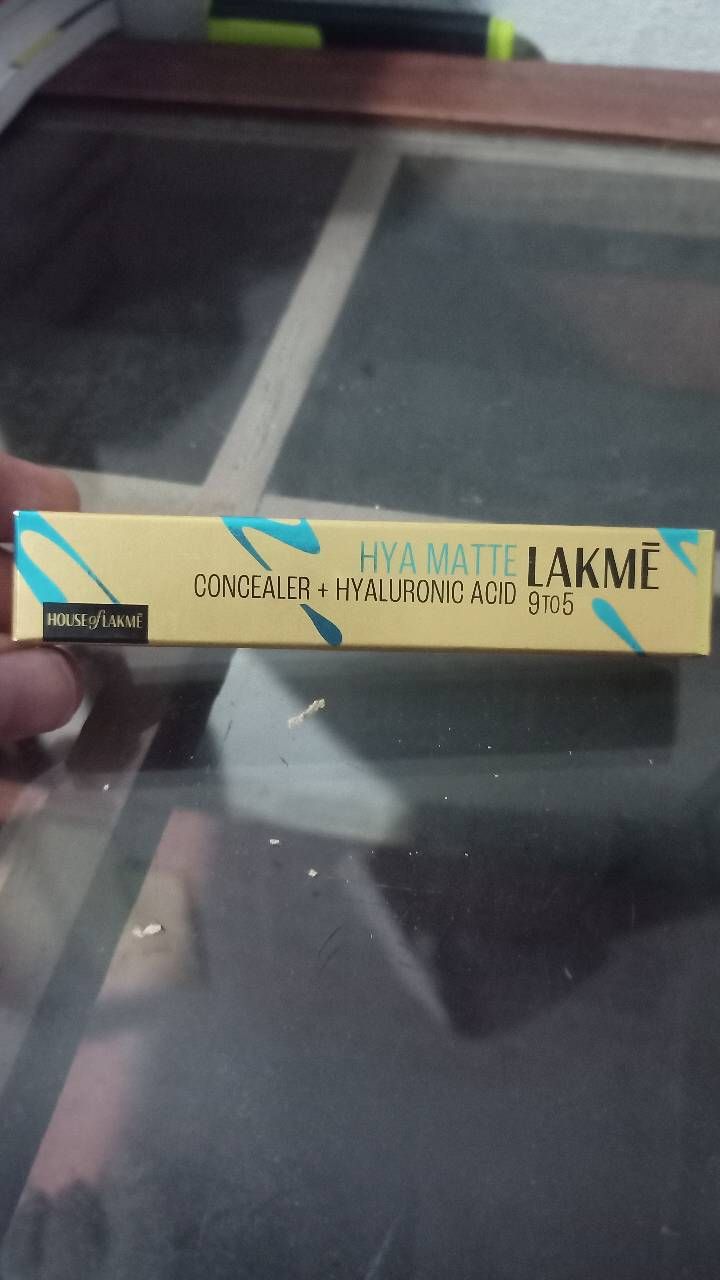 HYA MATTE
CONCEALER + HYALURONIC ACID
LAKMĒ
9TO5
HOUSE of LAKMĒ